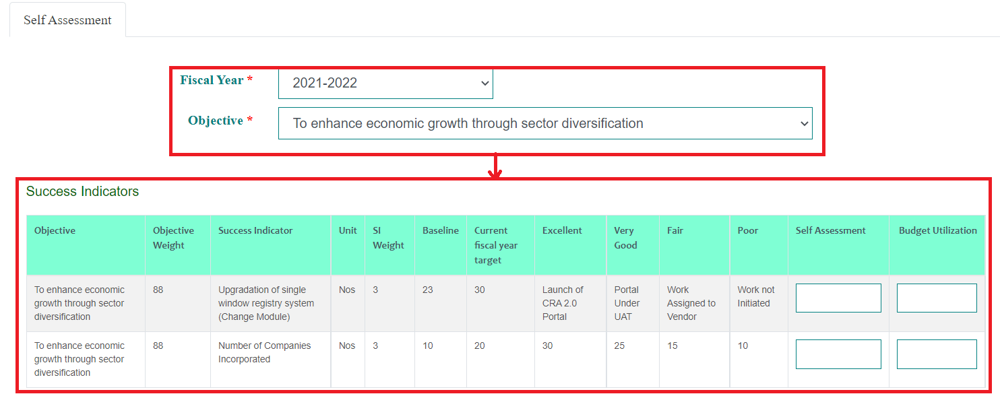 Self Assessment
Fiscal Year *
2021-2022
Objective *
To enhance economic growth through sector diversification
Success Indicators
Objective Objective Weight Success Indicator Unit SI Weight Baseline Current fiscal year target Excellent Very Good Fair Poor Self Assessment Budget Utilization
To enhance economic growth through sector diversification 88 Upgradation of single window registry system (Change Module) Nos 3 23 30 Launch of CRA 2.0 Portal Portal Under UAT Work Assigned to Vendor Work not Initiated
To enhance economic growth through sector diversification 88 Number of Companies Incorporated Nos 3 10 20 30 25 15 10